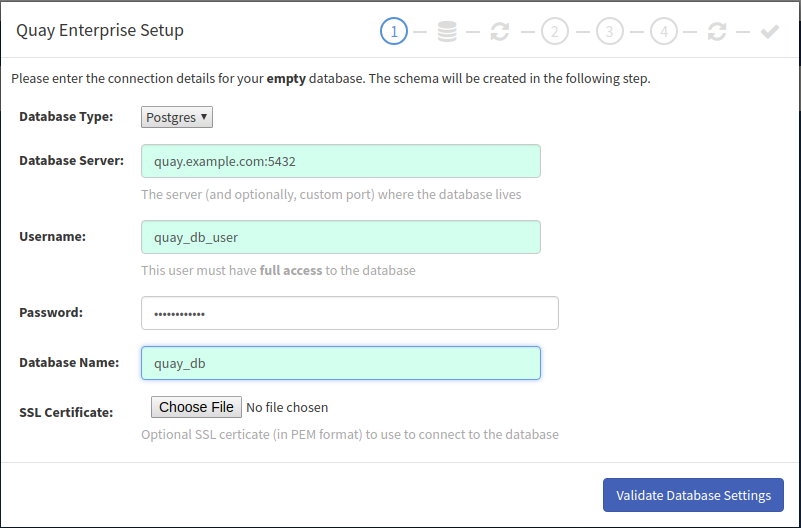 Quay Enterprise Setup
1 2 3 4
Please enter the connection details for your empty database. The schema will be created in the following step.
Database Type: Postgres
Database Server: quay.example.com:5432
The server (and optionally, custom port) where the database lives
Username: quay_db_user
This user must have full access to the database
Password: ••••••••••••
Database Name: quay_db
SSL Certificate: Choose File No file chosen
Optional SSL certicate (in PEM format) to use to connect to the database
Validate Database Settings